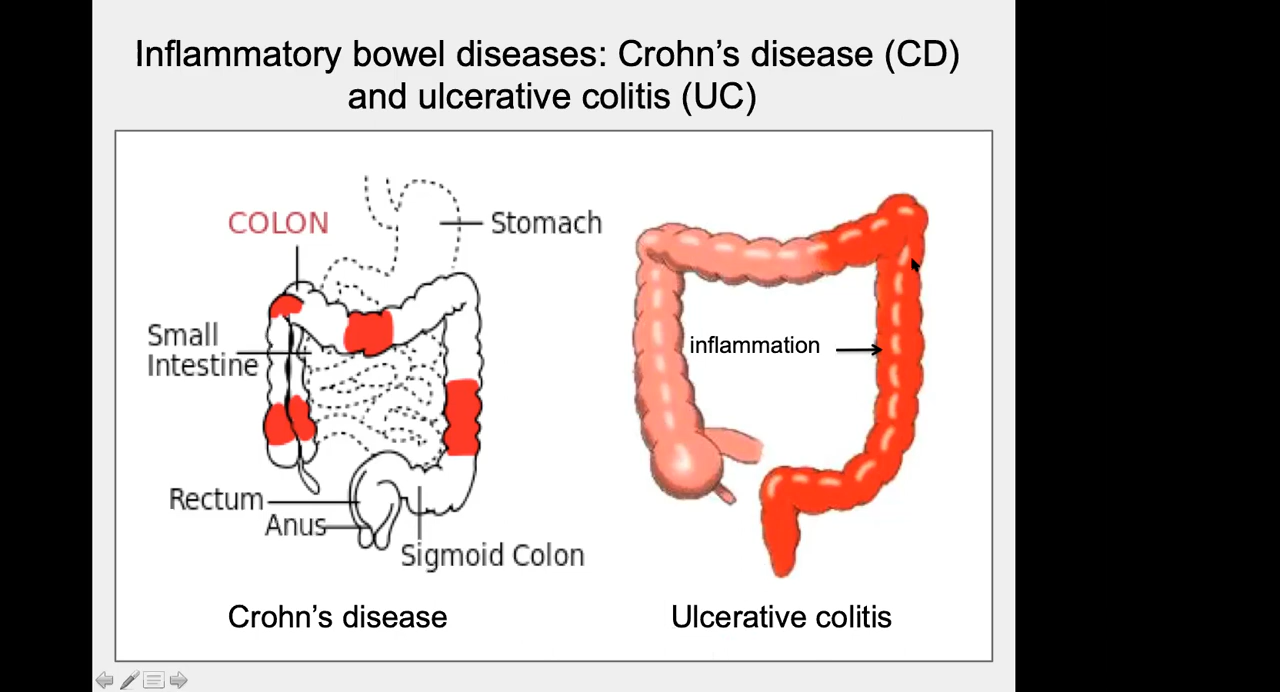 Inflammatory bowel diseases: Crohn’s disease (CD)
and ulcerative colitis (UC)
COLON
Stomach
Small
Intestine
inflammation
Rectum
Anus
Sigmoid Colon
Crohn’s disease
Ulcerative colitis